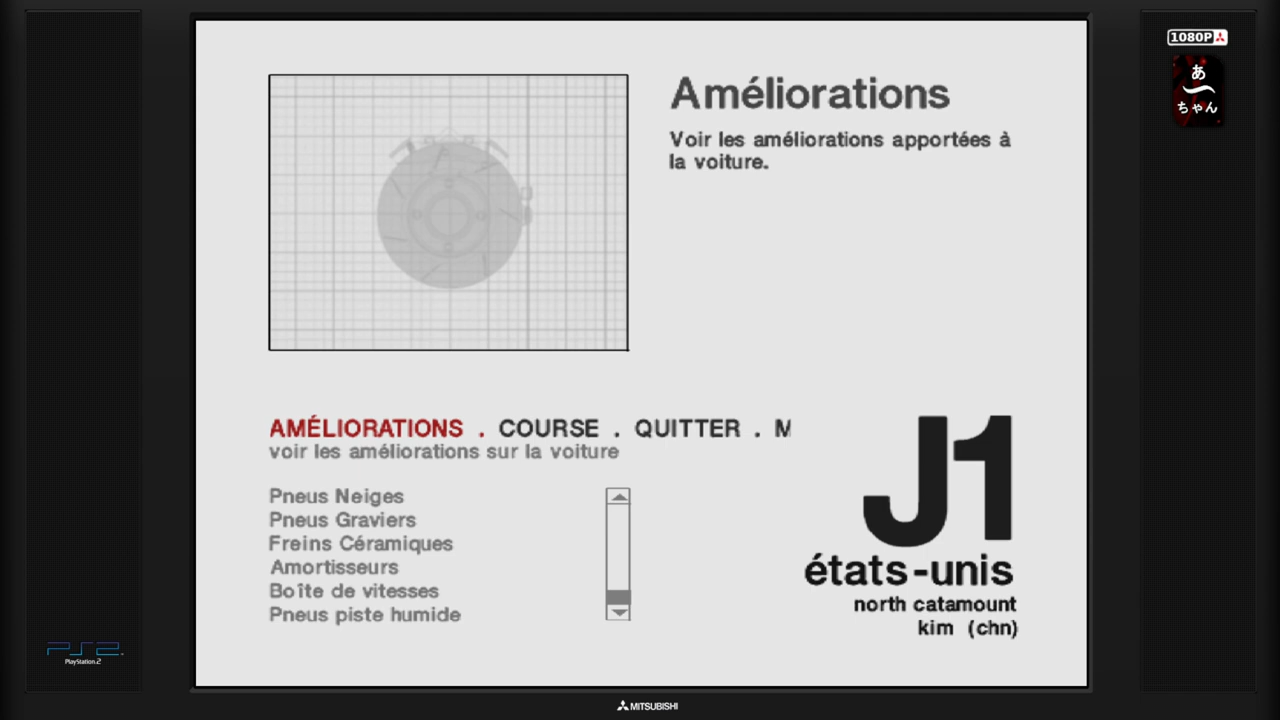 1080P
あ
ー
ちゃん
Améliorations
Voir les améliorations apportées à
la voiture.
AMÉLIORATIONS . COURSE . QUITTER . M
voir les améliorations sur la voiture
Pneus Neiges
Pneus Graviers
Freins Céramiques
Amortisseurs
Boîte de vitesses
Pneus piste humide
J1
états-unis
north catamount
kim (chn)
PS2
PlayStation.2
MITSUBISHI